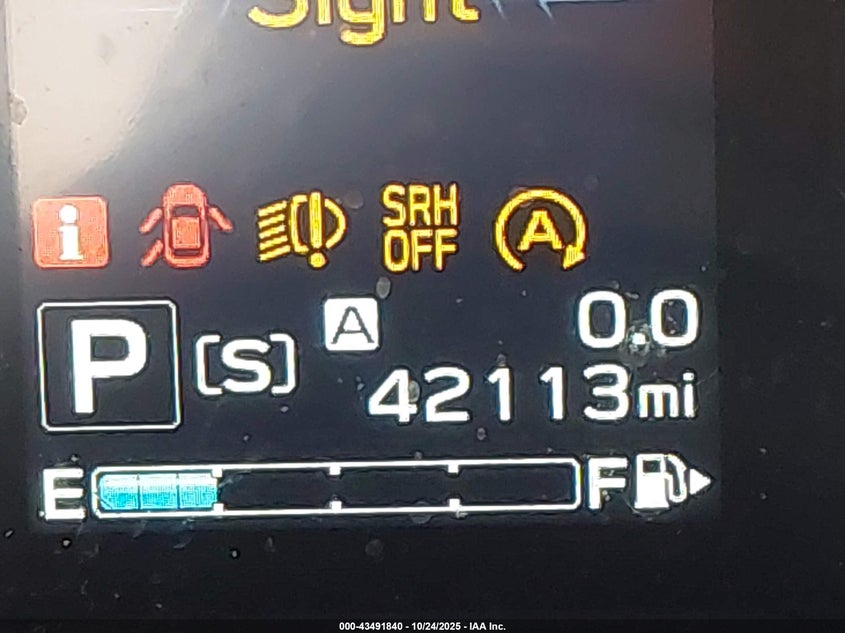 Sight
i
SRH
OFF
A
P [S] A 0.0
42113mi
E F
000-43491840 - 10/24/2025 - IAA Inc.